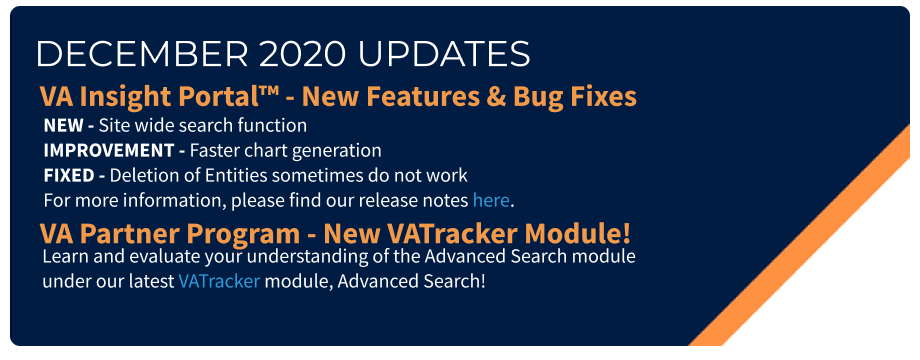 DECEMBER 2020 UPDATES
VA Insight Portal™ - New Features & Bug Fixes
NEW - Site wide search function
IMPROVEMENT - Faster chart generation
FIXED - Deletion of Entities sometimes do not work
For more information, please find our release notes here.
VA Partner Program - New VATracker Module!
Learn and evaluate your understanding of the Advanced Search module
under our latest VATracker module, Advanced Search!